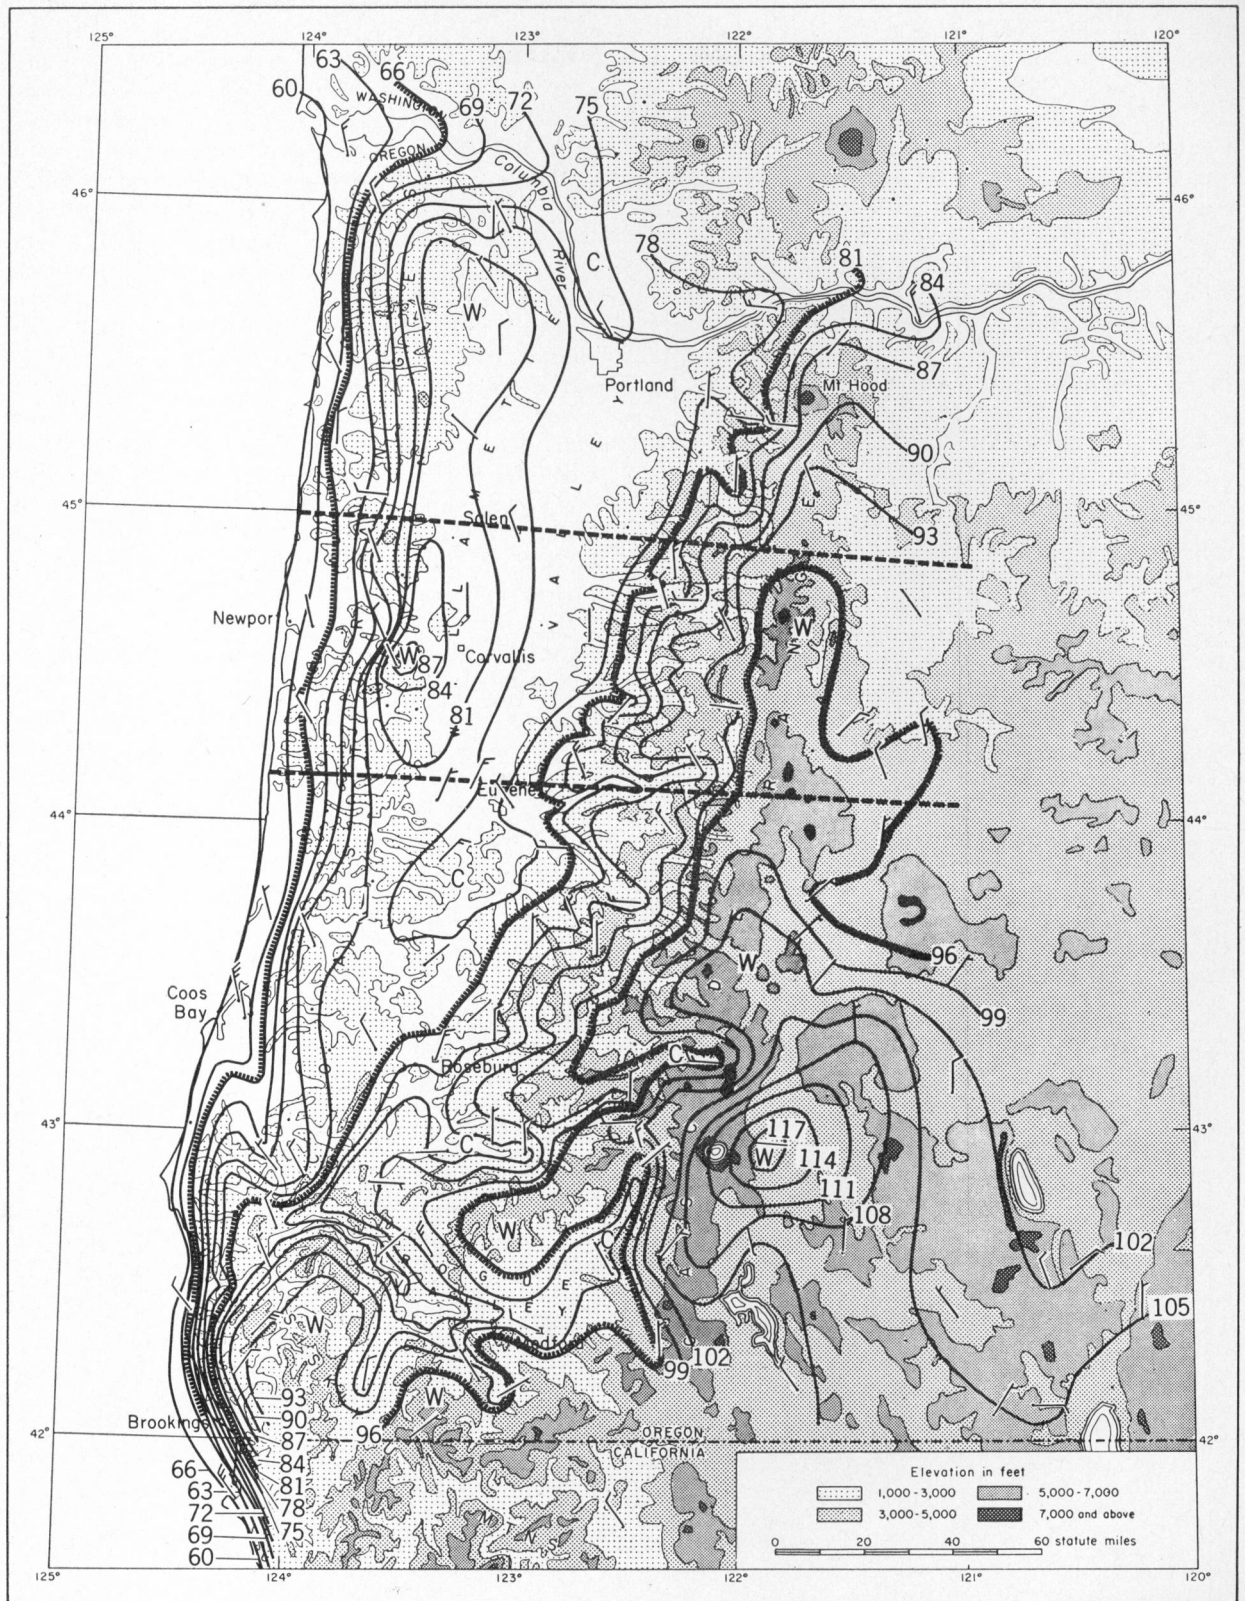 125° 124° 123° 122° 121° 120°
63
66
60
WASHINGTON
69
72
75
OREGON
Columbia
46° 46°
River
78
81
84
C
W
87
Portland
Mt Hood
90
93
45° 45°
Salem
Newport
W
W
87
Corvallis
84
81
Eugene
44° 44°
C
W
96
99
Coos
Bay
Roseburg
C
C
43° 43°
117
W
114
111
108
W
C
102
105
W
Medford
102
99
W
93
Brookings
90
96
87
OREGON
CALIFORNIA
42° 42°
84
66
81
63
78
72
75
69
60
Elevation in feet
1,000-3,000 5,000-7,000
3,000-5,000 7,000 and above
0 20 40 60 statute miles
125° 124° 123° 122° 121° 120°